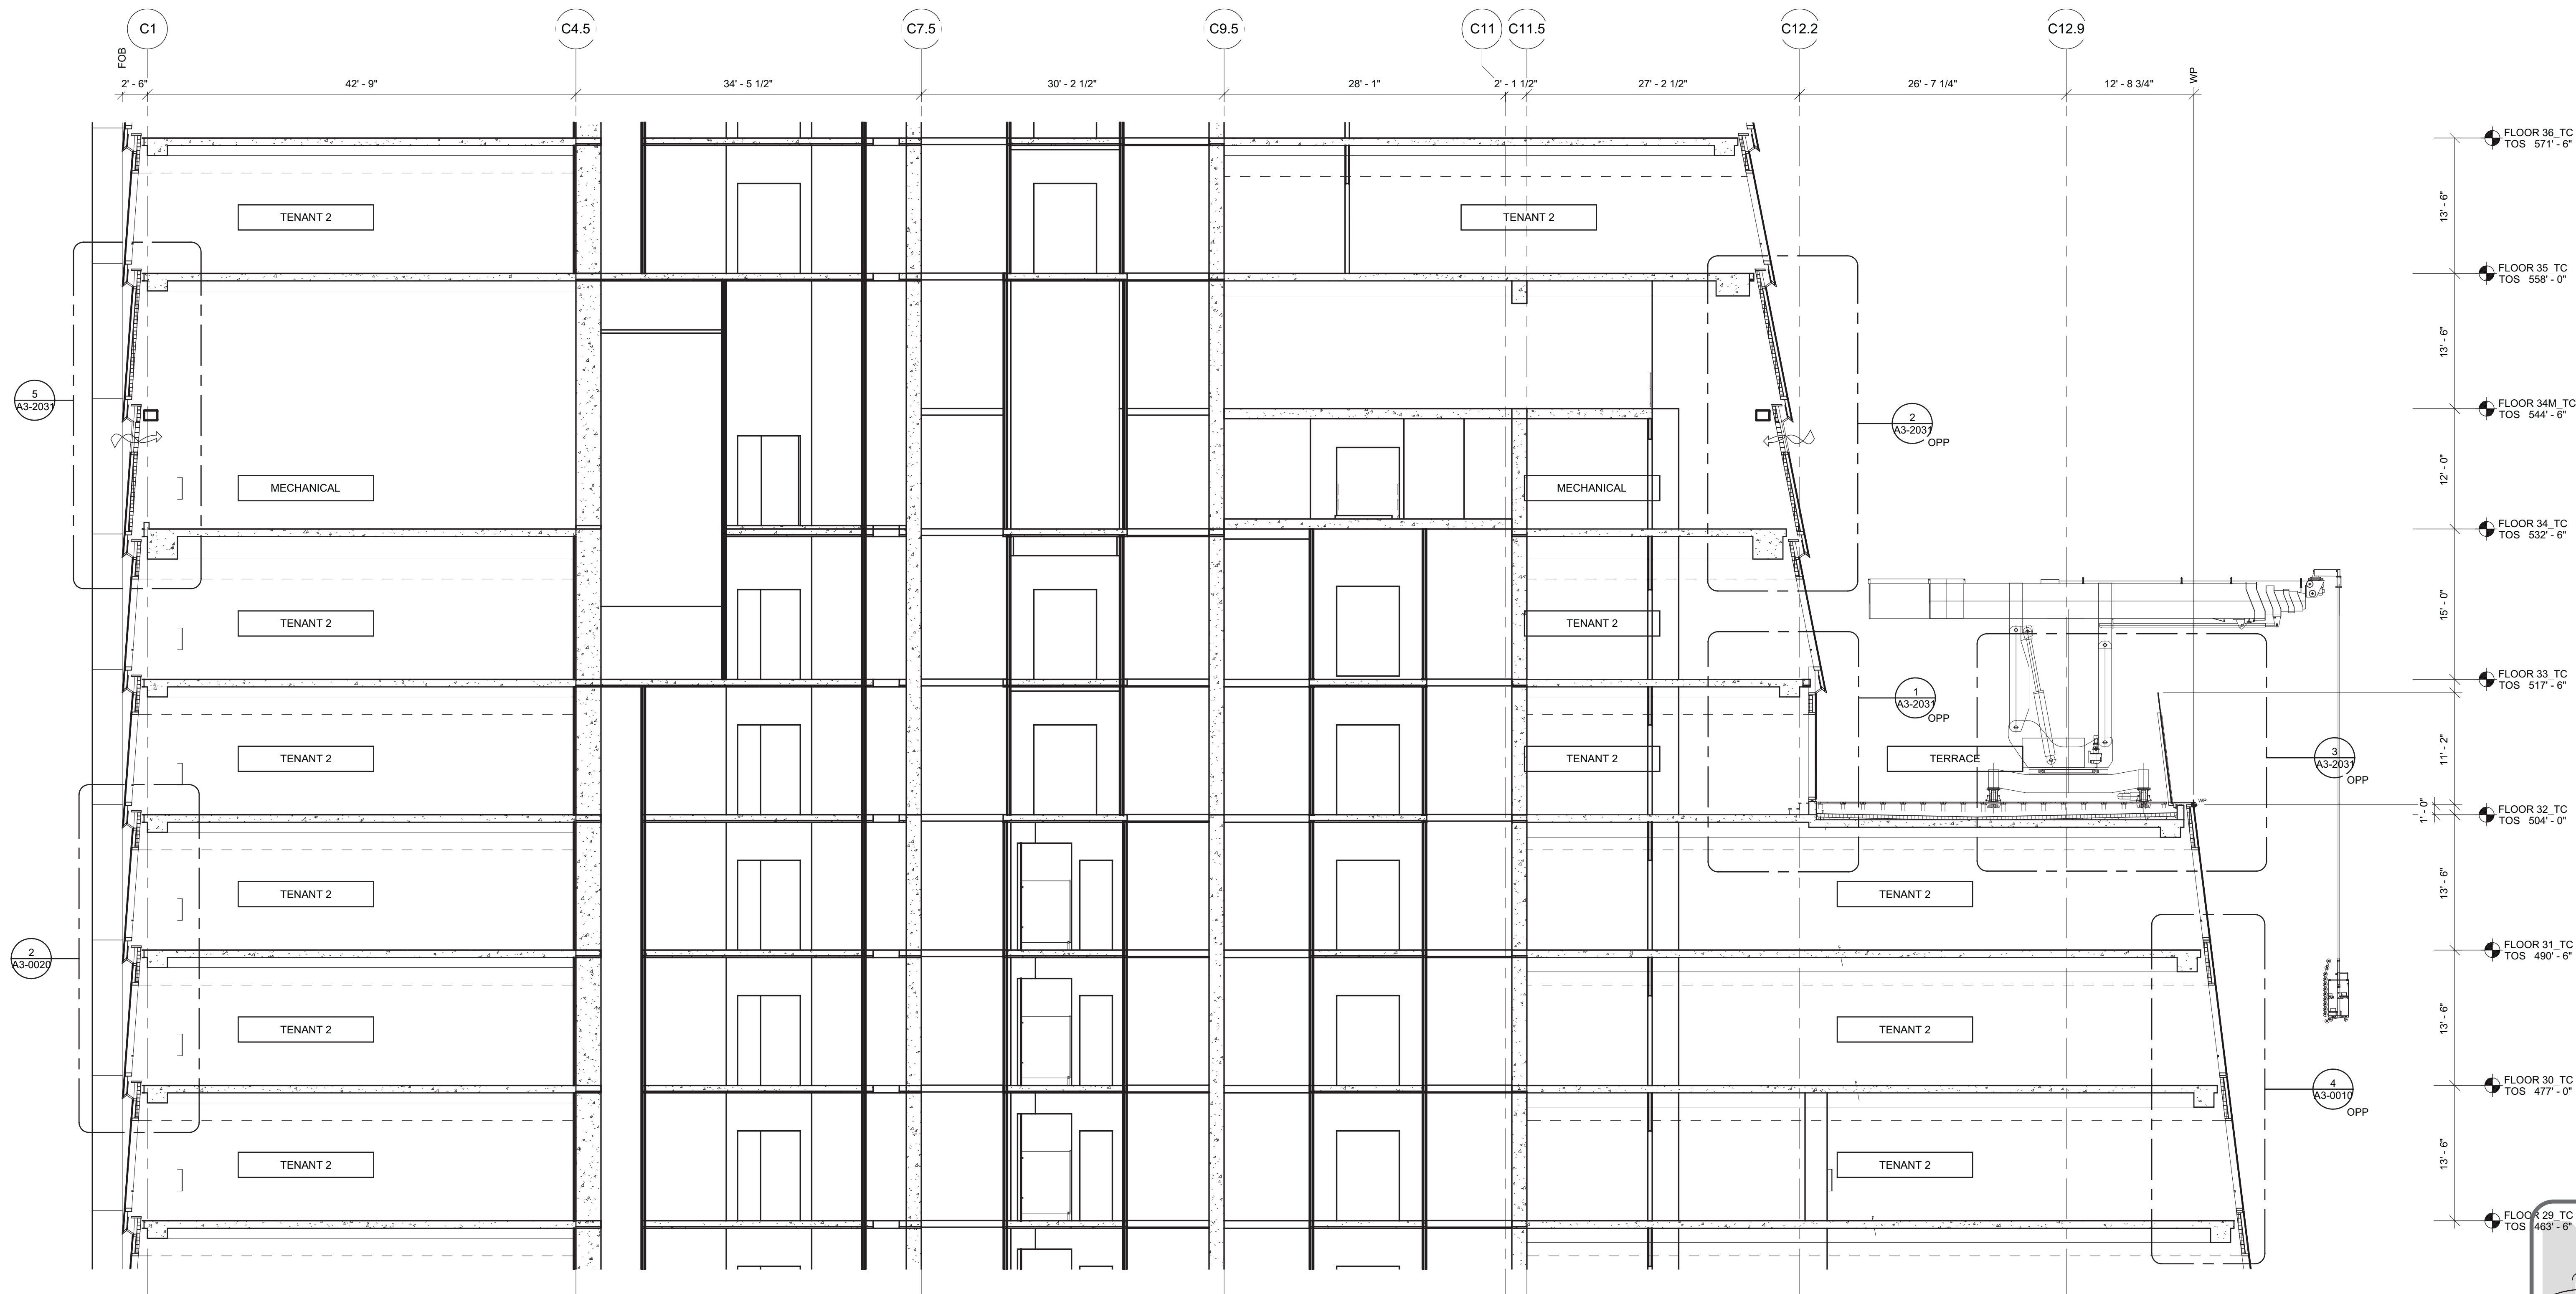 C1
C4.5
C7.5
C9.5
C11
C11.5
C12.2
C12.9
FOB
WP
2' - 6"
42' - 9"
34' - 5 1/2"
30' - 2 1/2"
28' - 1"
2' - 1 1/2"
27' - 2 1/2"
26' - 7 1/4"
12' - 8 3/4"
FLOOR 36_TC
TOS 571' - 6"
13' - 6"
TENANT 2
TENANT 2
FLOOR 35_TC
TOS 558' - 0"
13' - 6"
5
A3-2031
2
A3-2031
OPP
FLOOR 34M_TC
TOS 544' - 6"
12' - 0"
MECHANICAL
MECHANICAL
FLOOR 34_TC
TOS 532' - 6"
15' - 0"
TENANT 2
TENANT 2
FLOOR 33_TC
TOS 517' - 6"
1
A3-2031
OPP
11' - 2"
TENANT 2
TENANT 2
TERRACE
3
A3-2031
OPP
WP
1' - 0"
FLOOR 32_TC
TOS 504' - 0"
13' - 6"
TENANT 2
TENANT 2
2
A3-0020
FLOOR 31_TC
TOS 490' - 6"
13' - 6"
TENANT 2
TENANT 2
FLOOR 30_TC
TOS 477' - 0"
4
A3-0010
OPP
13' - 6"
TENANT 2
TENANT 2
FLOOR 29_TC
TOS 463' - 6"